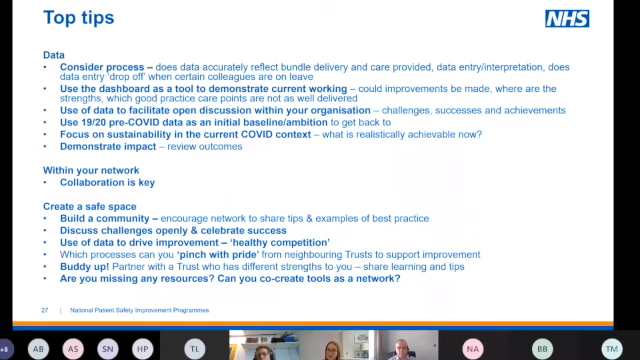 Top tips
NHS
Data
• Consider process – does data accurately reflect bundle delivery and care provided, data entry/interpretation, does
data entry 'drop off' when certain colleagues are on leave
• Use the dashboard as a tool to demonstrate current working – could improvements be made, where are the
strengths, which good practice care points are not as well delivered
• Use of data to facilitate open discussion within your organisation – challenges, successes and achievements
• Use 19/20 pre-COVID data as an initial baseline/ambition to get back to
• Focus on sustainability in the current COVID context – what is realistically achievable now?
• Demonstrate impact – review outcomes
Within your network
• Collaboration is key
Create a safe space
• Build a community – encourage network to share tips & examples of best practice
• Discuss challenges openly & celebrate success
• Use of data to drive improvement – 'healthy competition'
• Which processes can you 'pinch with pride' from neighbouring Trusts to support improvement
• Buddy up! Partner with a Trust who has different strengths to you – share learning and tips
• Are you missing any resources? Can you co-create tools as a network?
27 | National Patient Safety Improvement Programmes
+8 AB AS SN HP TL NA BB TM